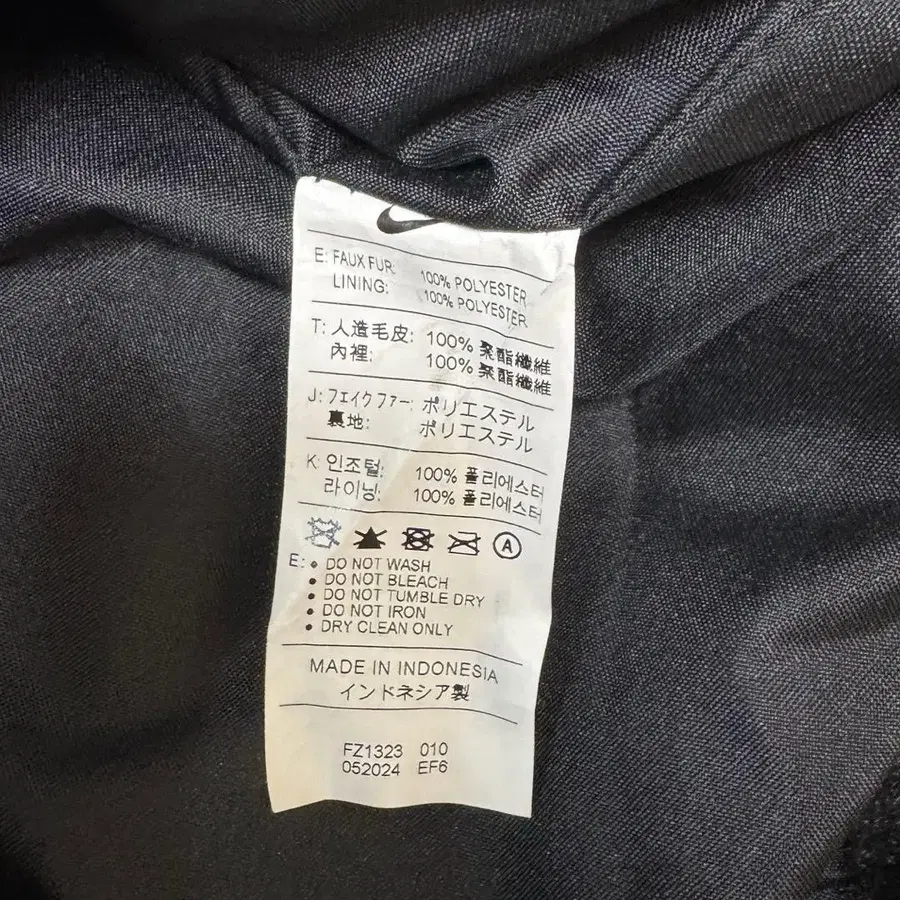 E: FAUX FUR: 100% POLYESTER
LINING: 100% POLYESTER
T: 人造毛皮: 100% 聚酯纖維
內裡: 100% 聚酯纖維
J: フェイクファー: ポリエステル
裏地: ポリエステル
K: 인조털: 100% 폴리에스터
라이닝: 100% 폴리에스터
A
E: • DO NOT WASH
• DO NOT BLEACH
• DO NOT TUMBLE DRY
• DO NOT IRON
• DRY CLEAN ONLY
MADE IN INDONESIA
インドネシア製
FZ1323 010
052024 EF6